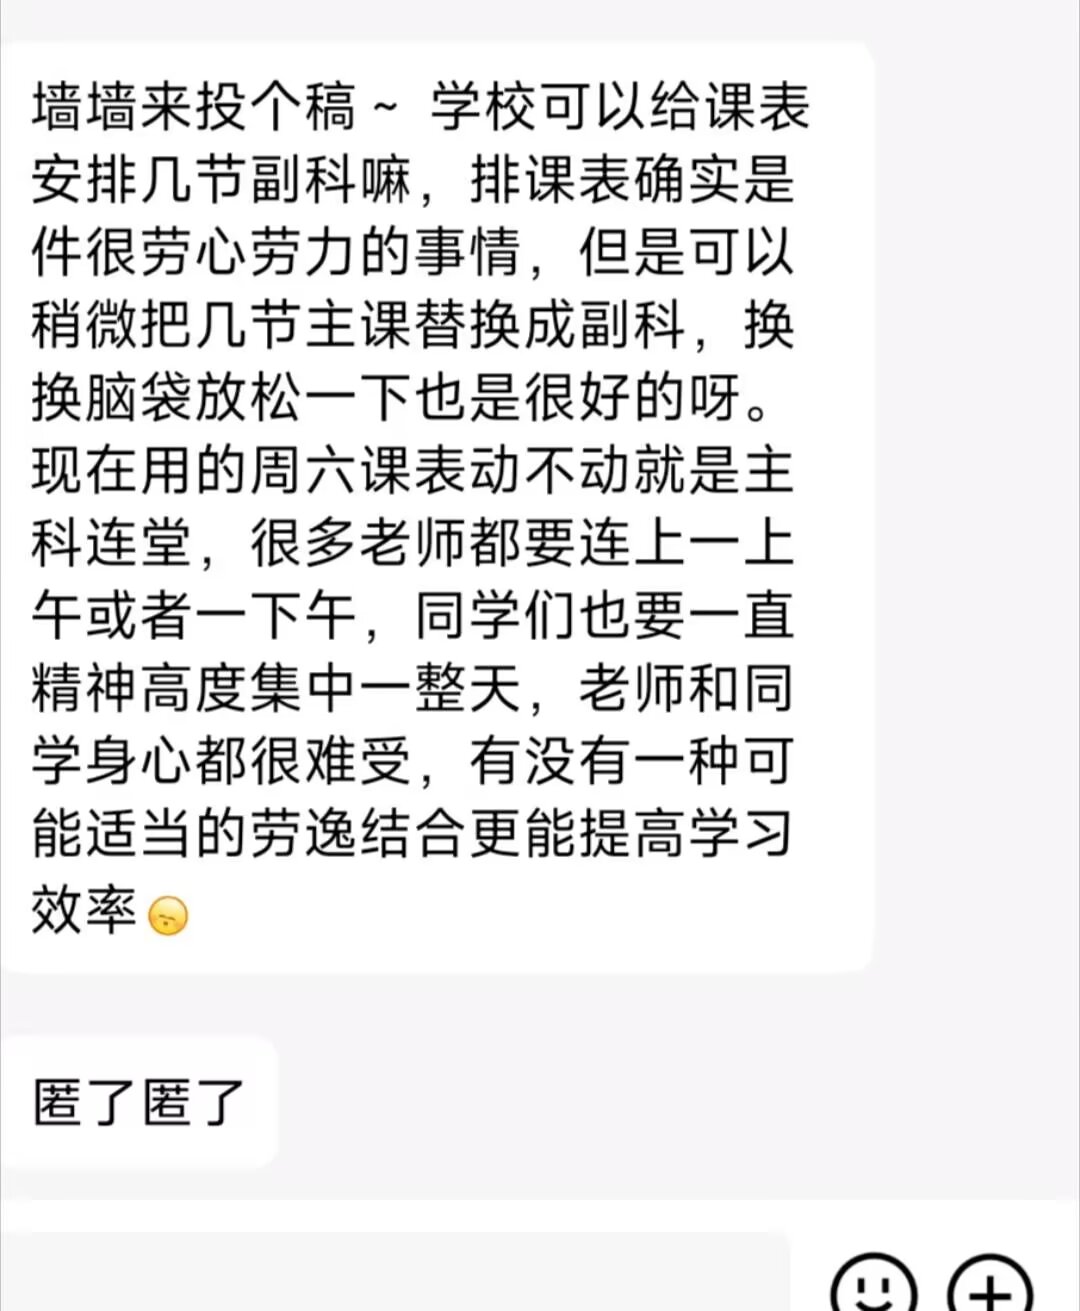 墙墙来投个稿～ 学校可以给课表
安排几节副科嘛，排课表确实是
件很劳心劳力的事情，但是可以
稍微把几节主课替换成副科，换
换脑袋放松一下也是很好的呀。
现在用的周六课表动不动就是主
科连堂，很多老师都要连上一上
午或者一下午，同学们也要一直
精神高度集中一整天，老师和同
学身心都很难受，有没有一种可
能适当的劳逸结合更能提高学习
效率
匿了匿了